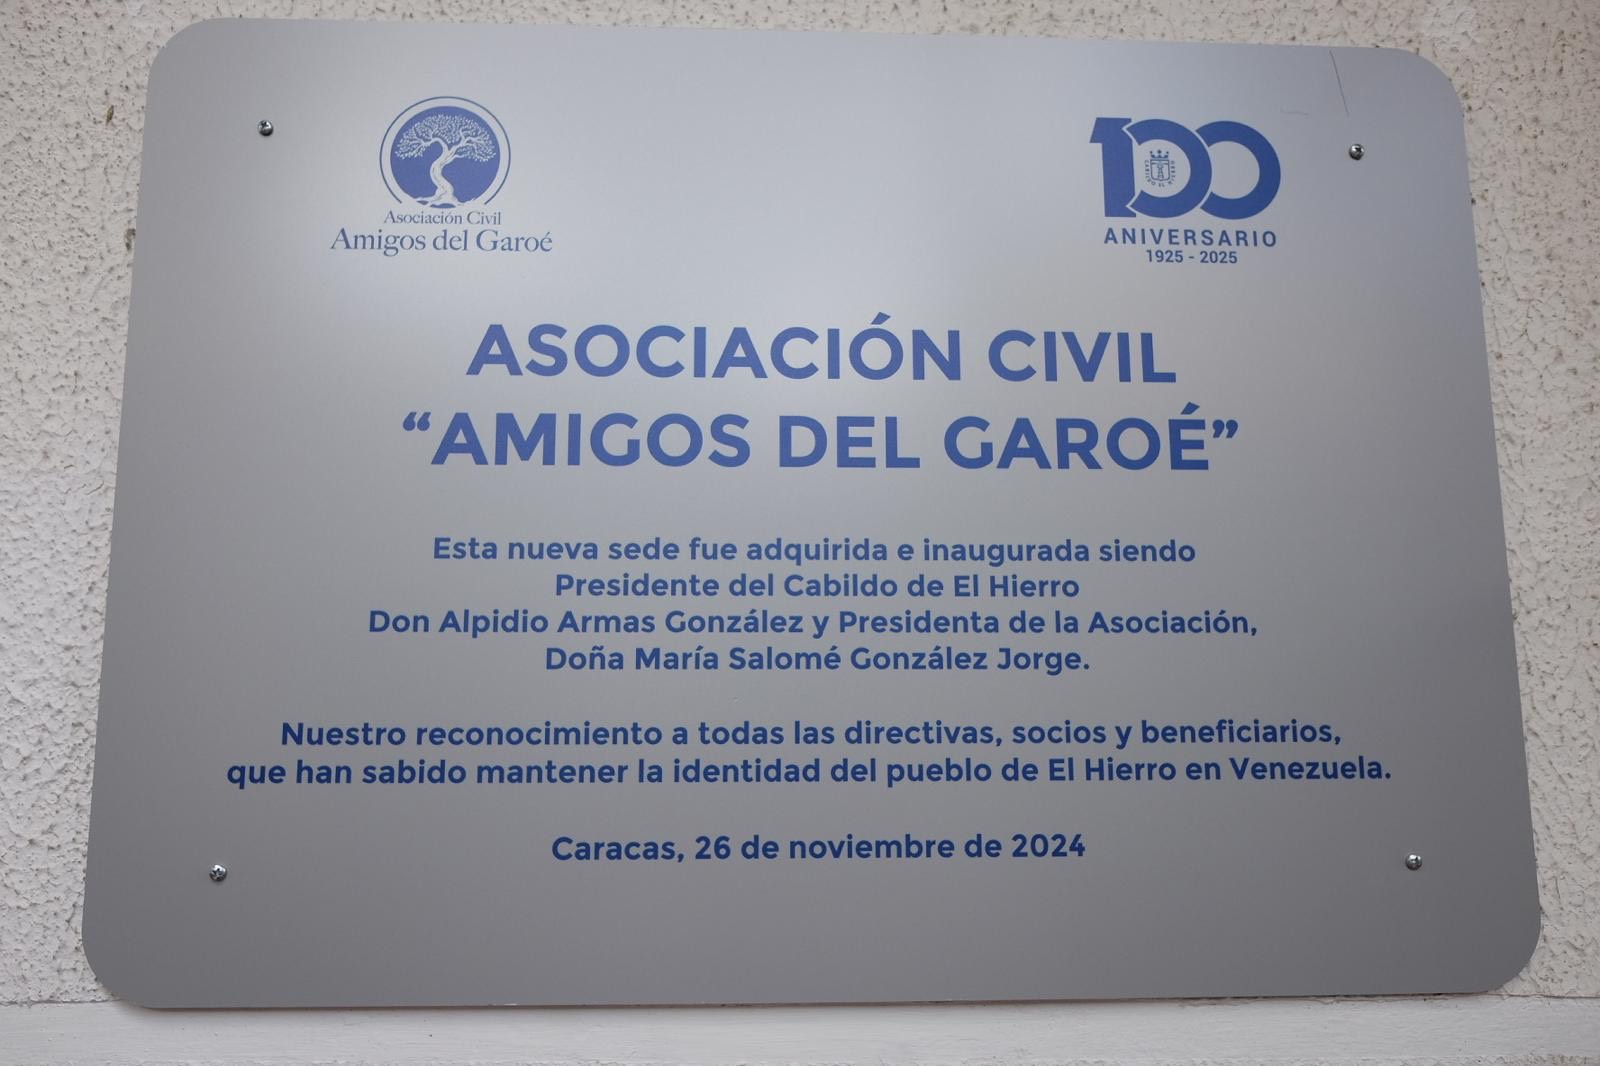 Asociación Civil
Amigos del Garoé
100
CABILDO EL HIERRO
ANIVERSARIO
1925 - 2025
ASOCIACIÓN CIVIL
“AMIGOS DEL GAROÉ”
Esta nueva sede fue adquirida e inaugurada siendo
Presidente del Cabildo de El Hierro
Don Alpidio Armas González y Presidenta de la Asociación,
Doña María Salomé González Jorge.
Nuestro reconocimiento a todas las directivas, socios y beneficiarios,
que han sabido mantener la identidad del pueblo de El Hierro en Venezuela.
Caracas, 26 de noviembre de 2024